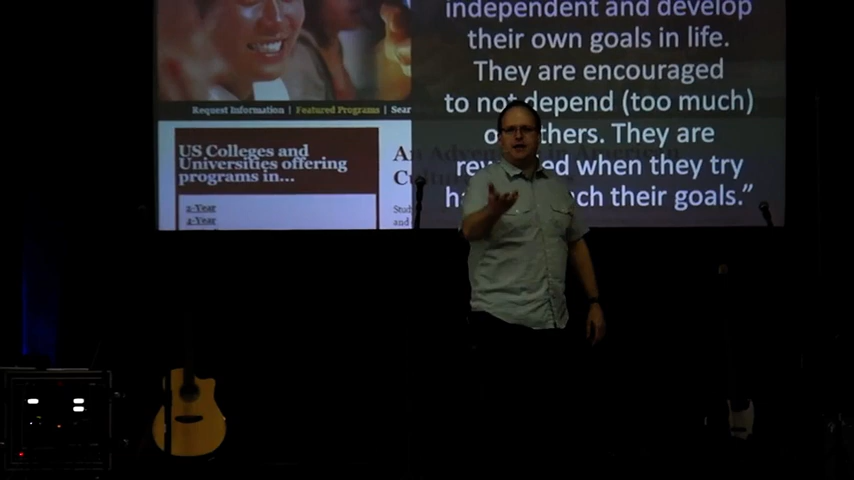 independent and develop
their own goals in life.
They are encouraged
to not depend (too much)
others. They are
when they try
their goals.”
Request Information | Featured Programs |
US Colleges and
Universities offering
programs in...
2-Year
4-Year